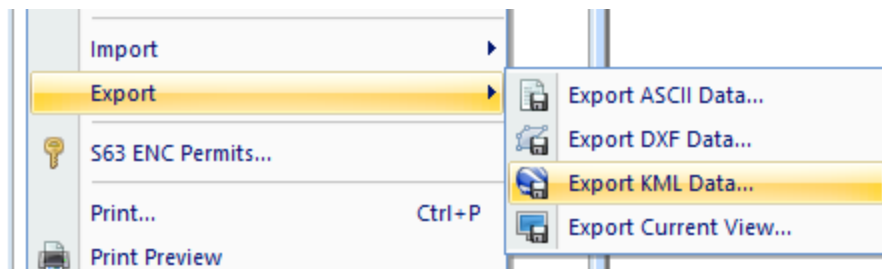 Import
Export
S63 ENC Permits...
Print... Ctrl+P
Print Preview
Export ASCII Data...
Export DXF Data...
Export KML Data...
Export Current View...